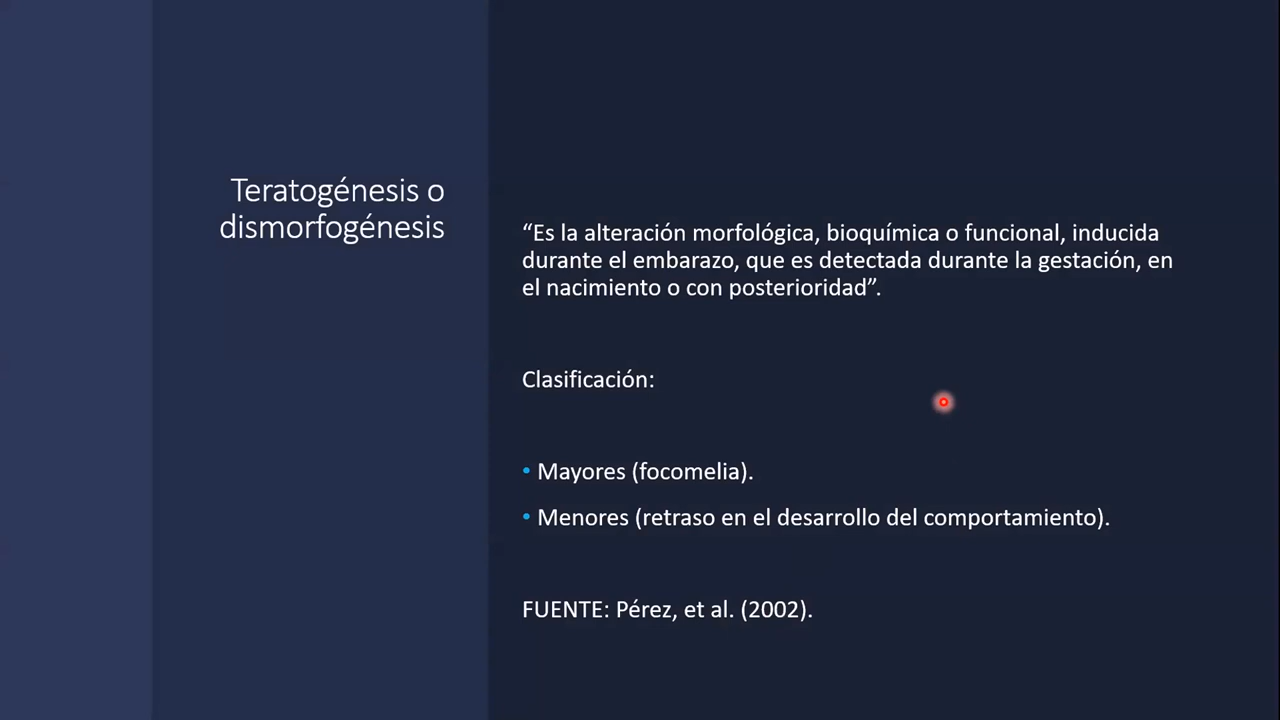 Teratogénesis o
dismorfogénesis
“Es la alteración morfológica, bioquímica o funcional, inducida
durante el embarazo, que es detectada durante la gestación, en
el nacimiento o con posterioridad”.
Clasificación:
• Mayores (focomelia).
• Menores (retraso en el desarrollo del comportamiento).
FUENTE: Pérez, et al. (2002).